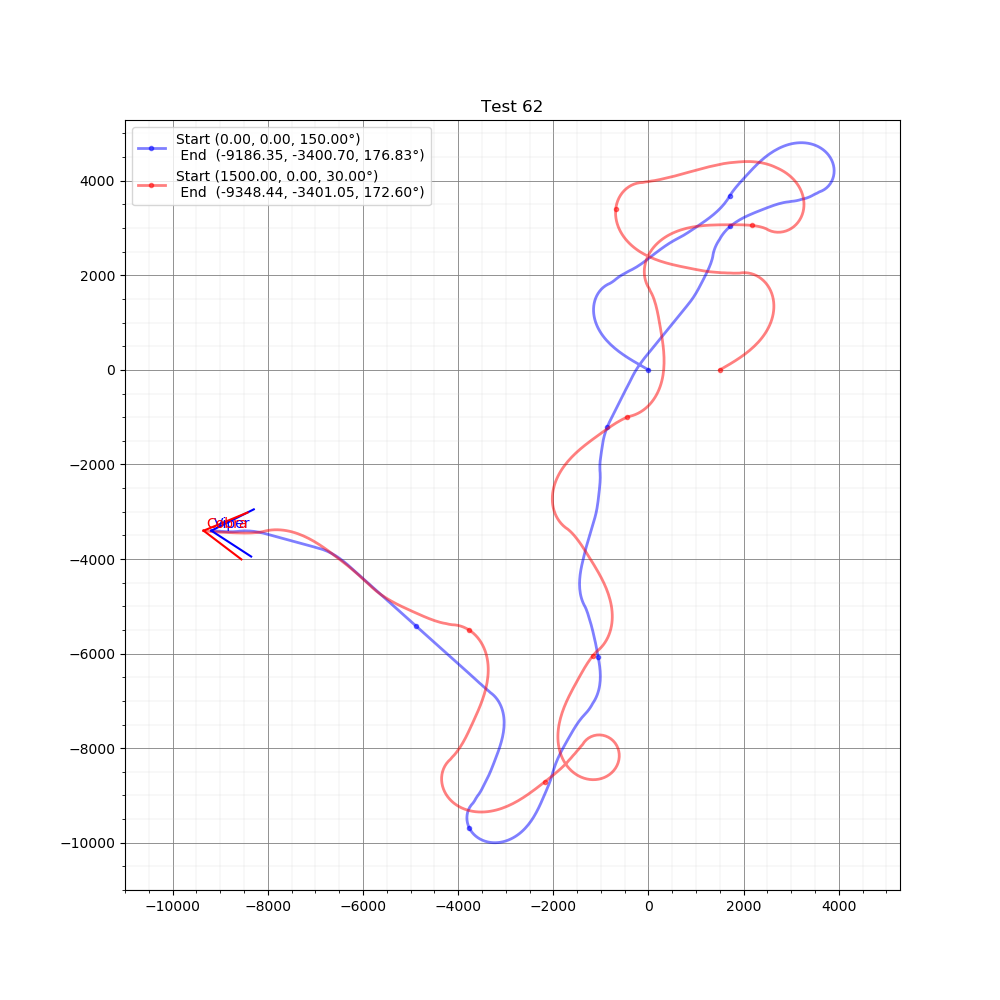 Test 62
Start (0.00, 0.00, 150.00°)
End (-9186.35, -3400.70, 176.83°)
Start (1500.00, 0.00, 30.00°)
End (-9348.44, -3401.05, 172.60°)
4000
2000
0
−2000
−4000
−6000
−8000
−10000
Viper
−10000 −8000 −6000 −4000 −2000 0 2000 4000